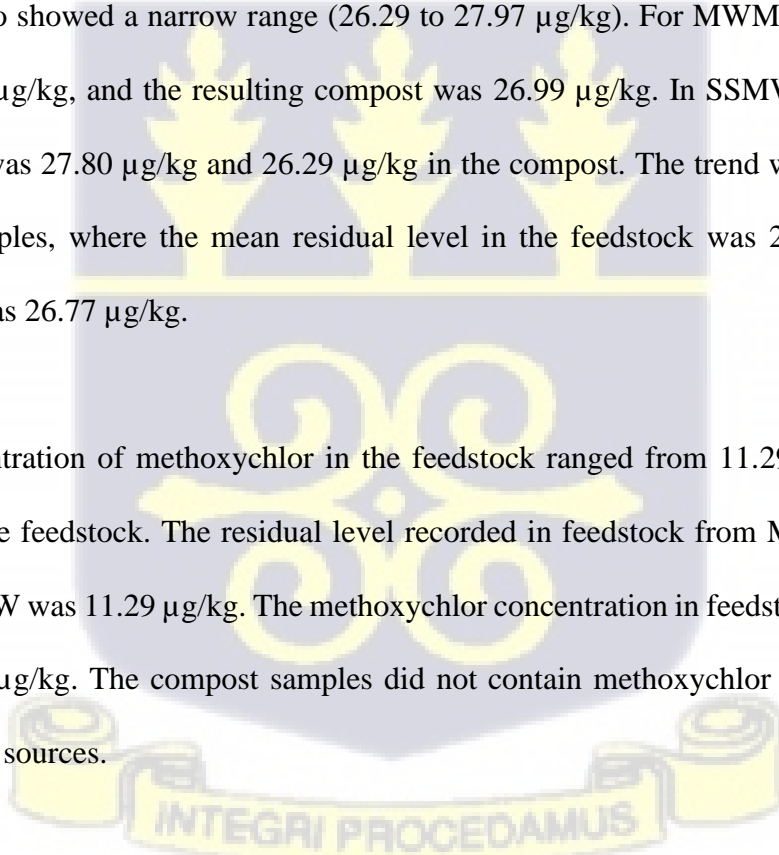 o showed a narrow range (26.29 to 27.97 µg/kg). For MWM
µg/kg, and the resulting compost was 26.99 µg/kg. In SSMV
was 27.80 µg/kg and 26.29 µg/kg in the compost. The trend w
ples, where the mean residual level in the feedstock was 2
as 26.77 µg/kg.
ntration of methoxychlor in the feedstock ranged from 11.29
e feedstock. The residual level recorded in feedstock from M
W was 11.29 µg/kg. The methoxychlor concentration in feedst
µg/kg. The compost samples did not contain methoxychlor
sources.
INTEGRI PROCEDAMUS